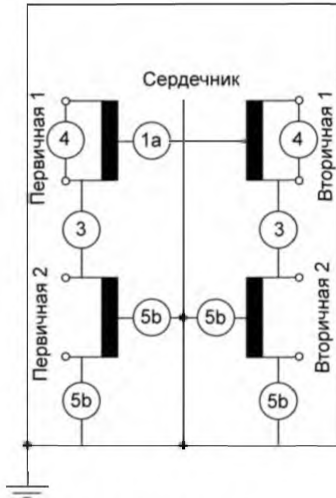 Сердечник
Первичная 1
4
1a
4
Вторичная 1
3
3
Первичная 2
5b
5b
Вторичная 2
5b
5b